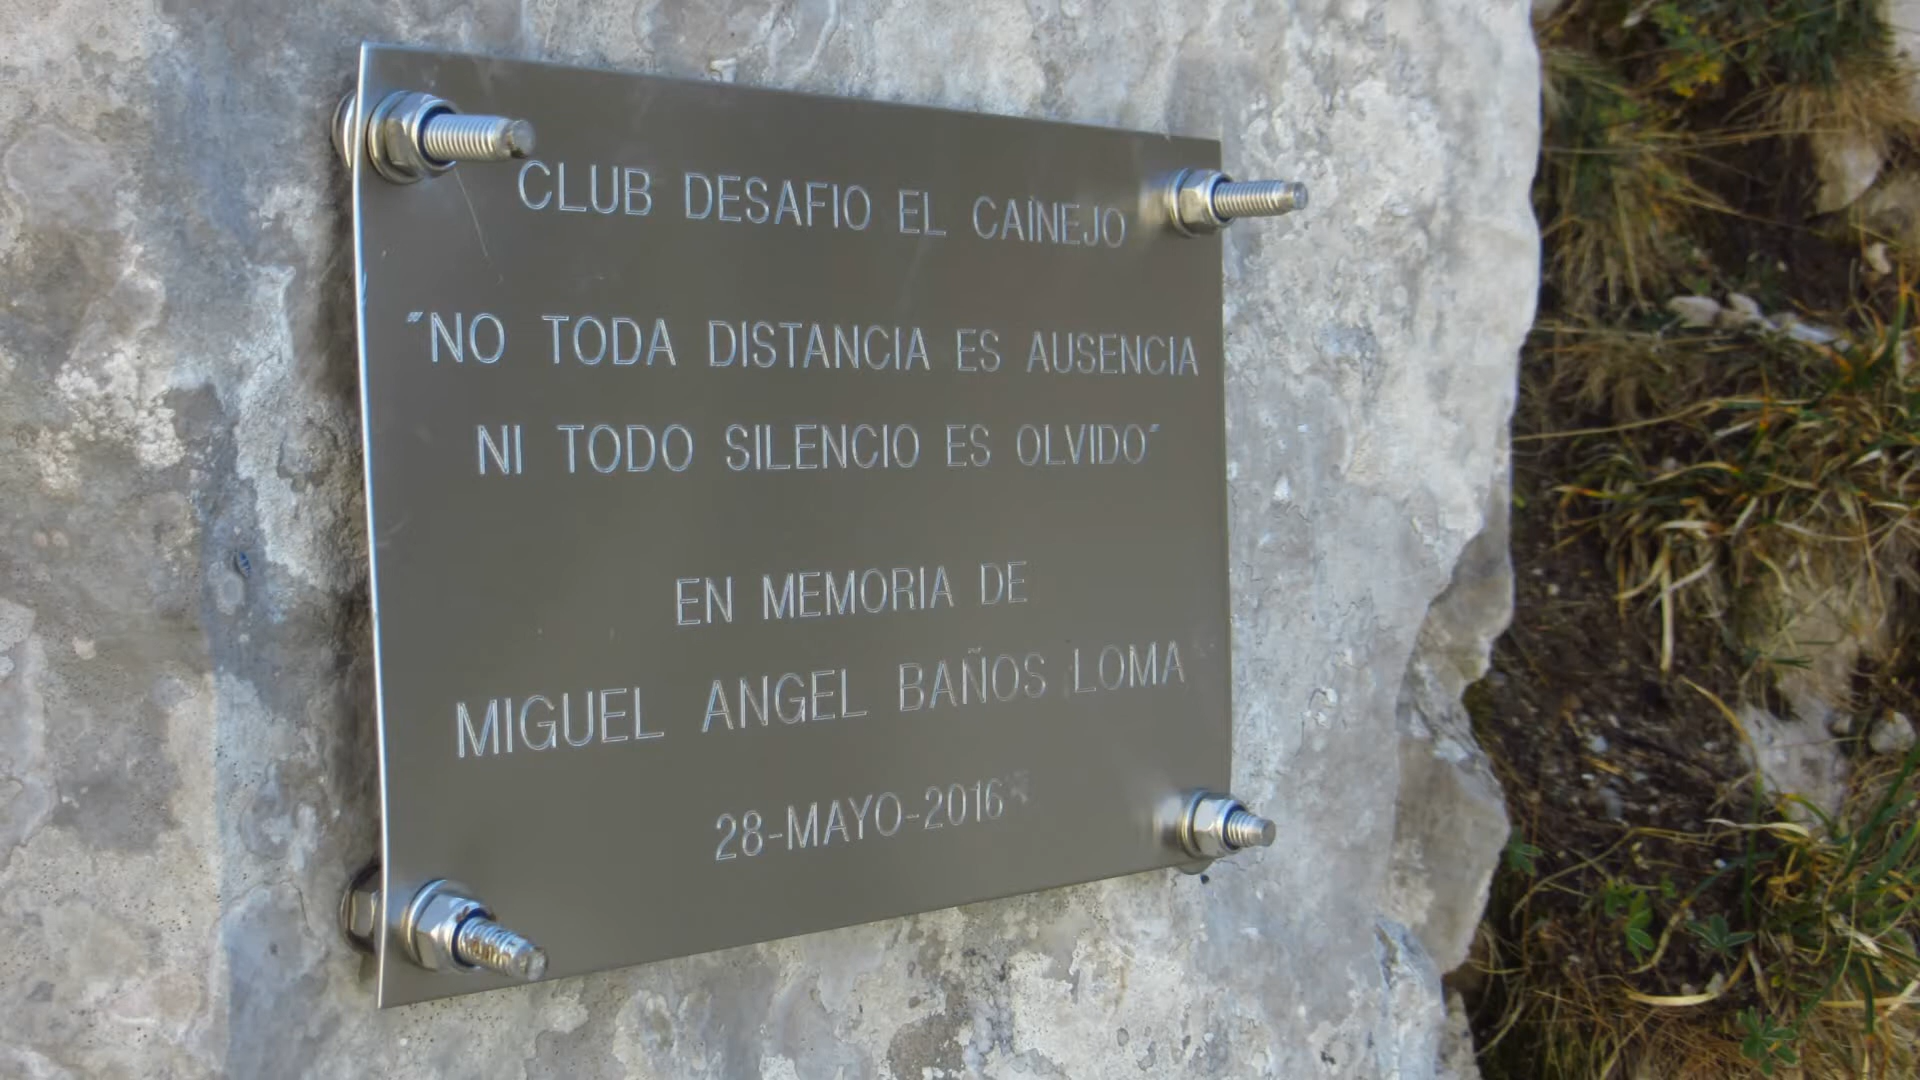 CLUB DESAFIO EL CAINEJO
"NO TODA DISTANCIA ES AUSENCIA
NI TODO SILENCIO ES OLVIDO"
EN MEMORIA DE
MIGUEL ANGEL BAÑOS LOMA
28-MAYO-2016